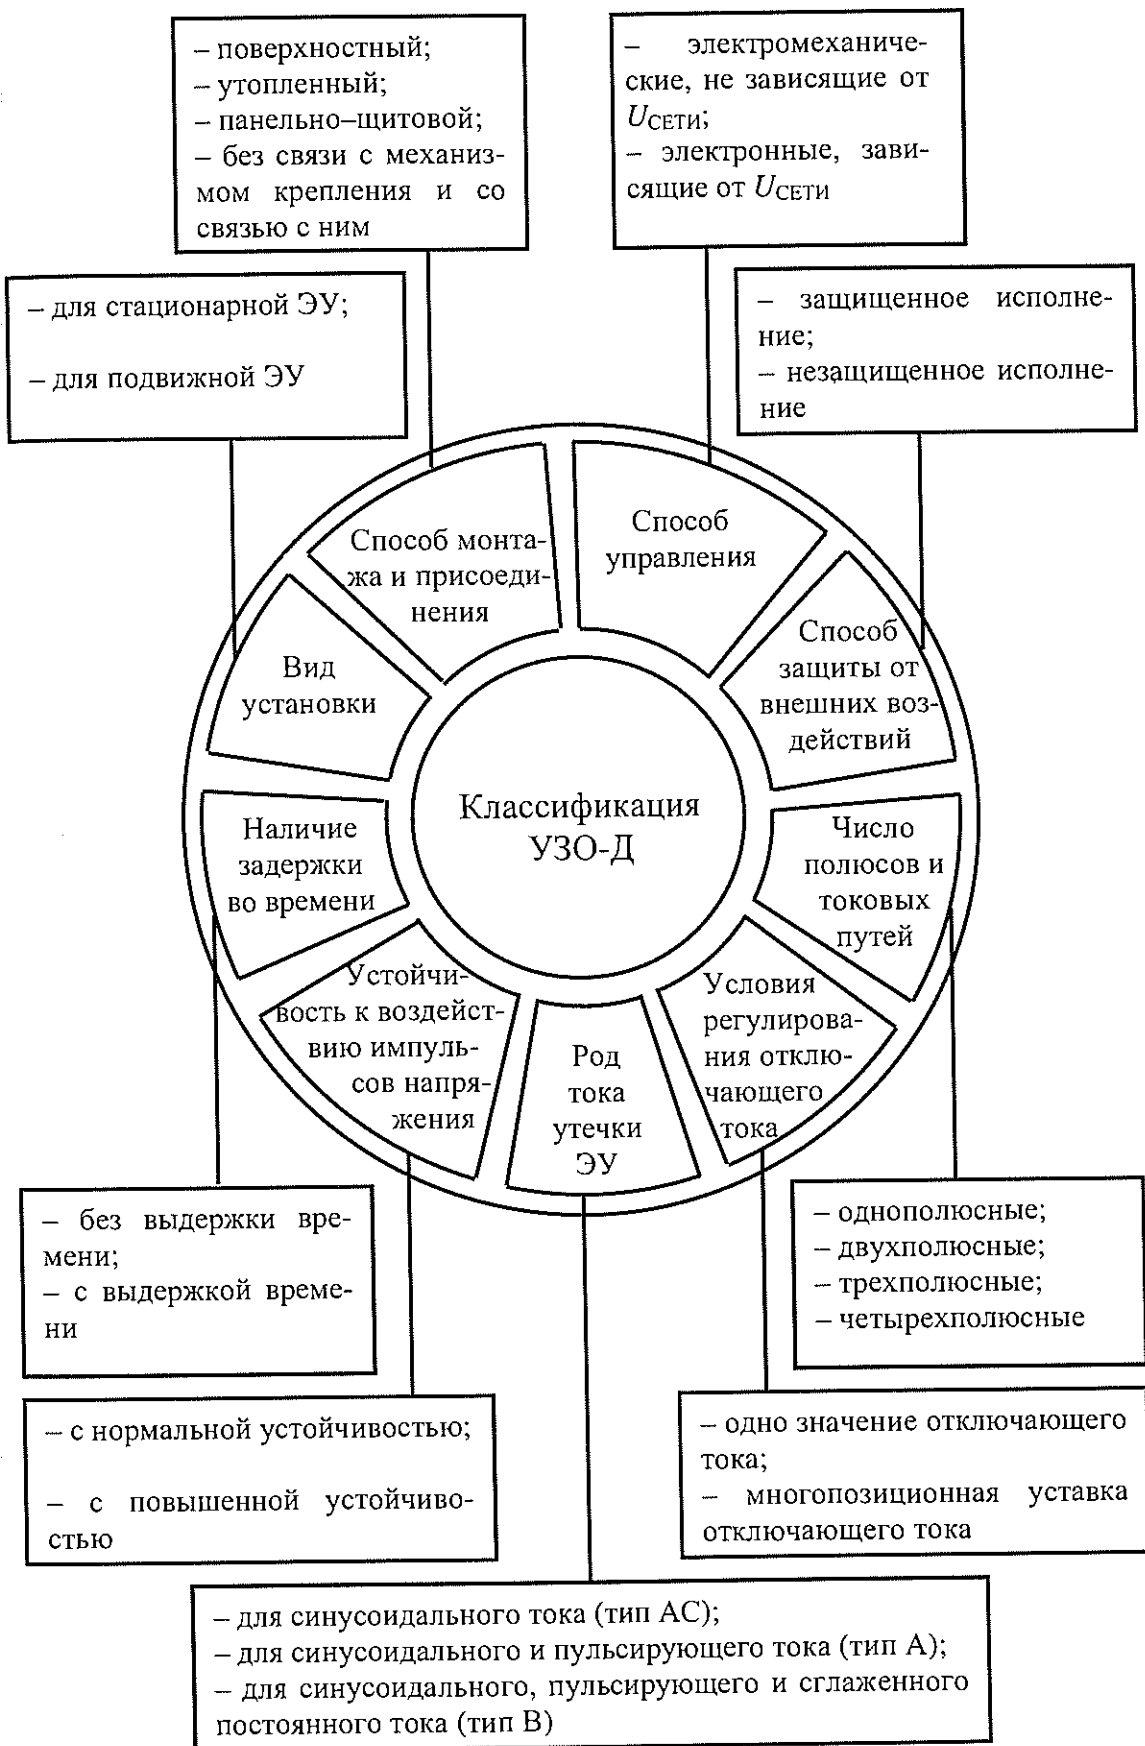 – поверхностный;
– утопленный;
– панельно–щитовой;
– без связи с механиз-
мом крепления и со
связью с ним
– электромеханиче-
ские, не зависящие от
UСЕТИ;
– электронные, зави-
сящие от UСЕТИ
– для стационарной ЭУ;
– для подвижной ЭУ
– защищенное исполне-
ние;
– незащищенное исполне-
ние
Способ монта-
жа и присоеди-
нения
Способ
управления
Вид
установки
Способ
защиты от
внешних воз-
действий
Классификация
УЗО-Д
Наличие
задержки
во времени
Число
полюсов и
токовых
путей
Устойчи-
вость к воздейст-
вию импуль-
сов напря-
жения
Род
тока
утечки
ЭУ
Условия
регулирова-
ния отклю-
чающего
тока
– без выдержки вре-
мени;
– с выдержкой време-
ни
– однополюсные;
– двухполюсные;
– трехполюсные;
– четырехполюсные
– с нормальной устойчивостью;
– с повышенной устойчиво-
стью
– одно значение отключающего
тока;
– многопозиционная уставка
отключающего тока
– для синусоидального тока (тип АС);
– для синусоидального и пульсирующего тока (тип А);
– для синусоидального, пульсирующего и сглаженного
постоянного тока (тип В)